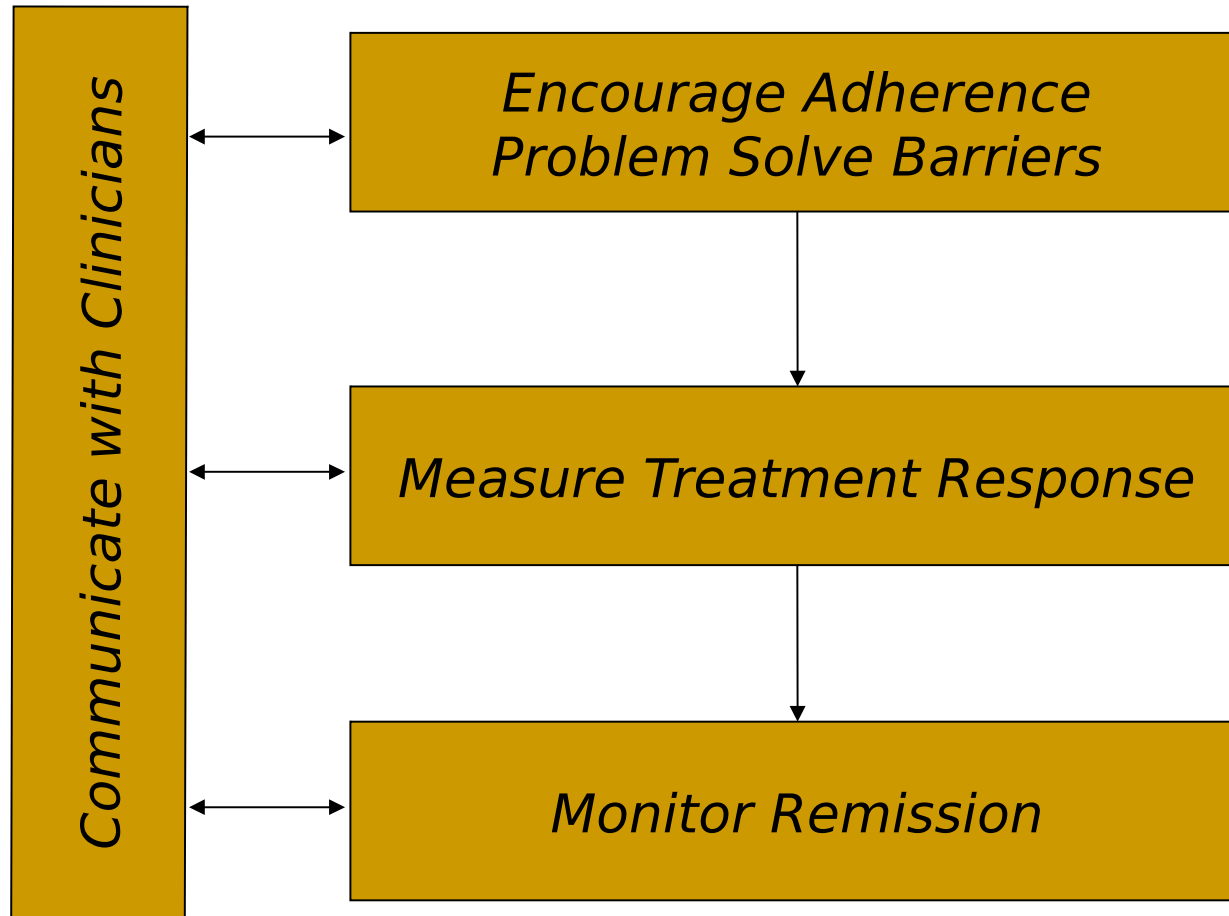 Communicate with Clinicians
Encourage Adherence
Problem Solve Barriers
Measure Treatment Response
Monitor Remission